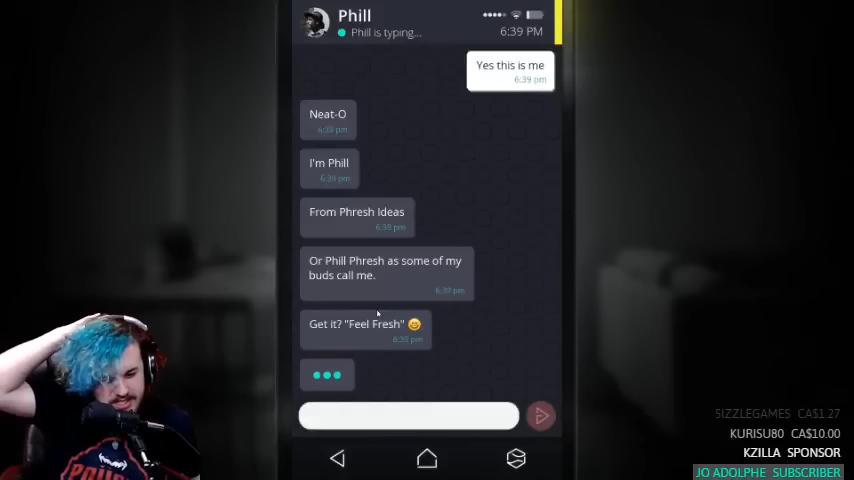 Phill
Phill is typing...
6:39 PM
Yes this is me
6:39 pm
Neat-O
6:39 pm
I'm Phill
6:39 pm
From Phresh Ideas
6:39 pm
Or Phill Phresh as some of my
buds call me.
6:39 pm
Get it? "Feel Fresh" 😄
6:39 pm
5IZZLEGAMES CA$1.27
KURISU80 CA$10.00
KZILLA SPONSOR
JO ADOLPHE SUBSCRIBER